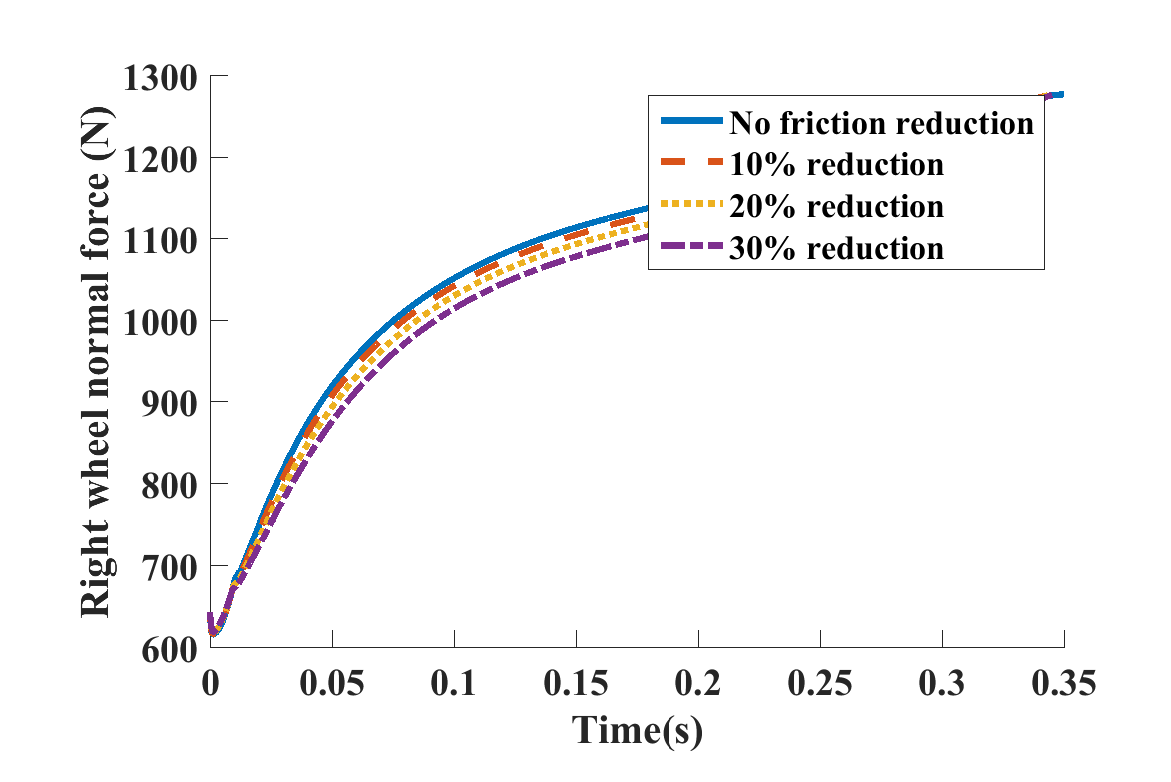 1300
1200
1100
1000
900
800
700
600
Right wheel normal force (N)
No friction reduction
10% reduction
20% reduction
30% reduction
0 0.05 0.1 0.15 0.2 0.25 0.3 0.35
Time(s)